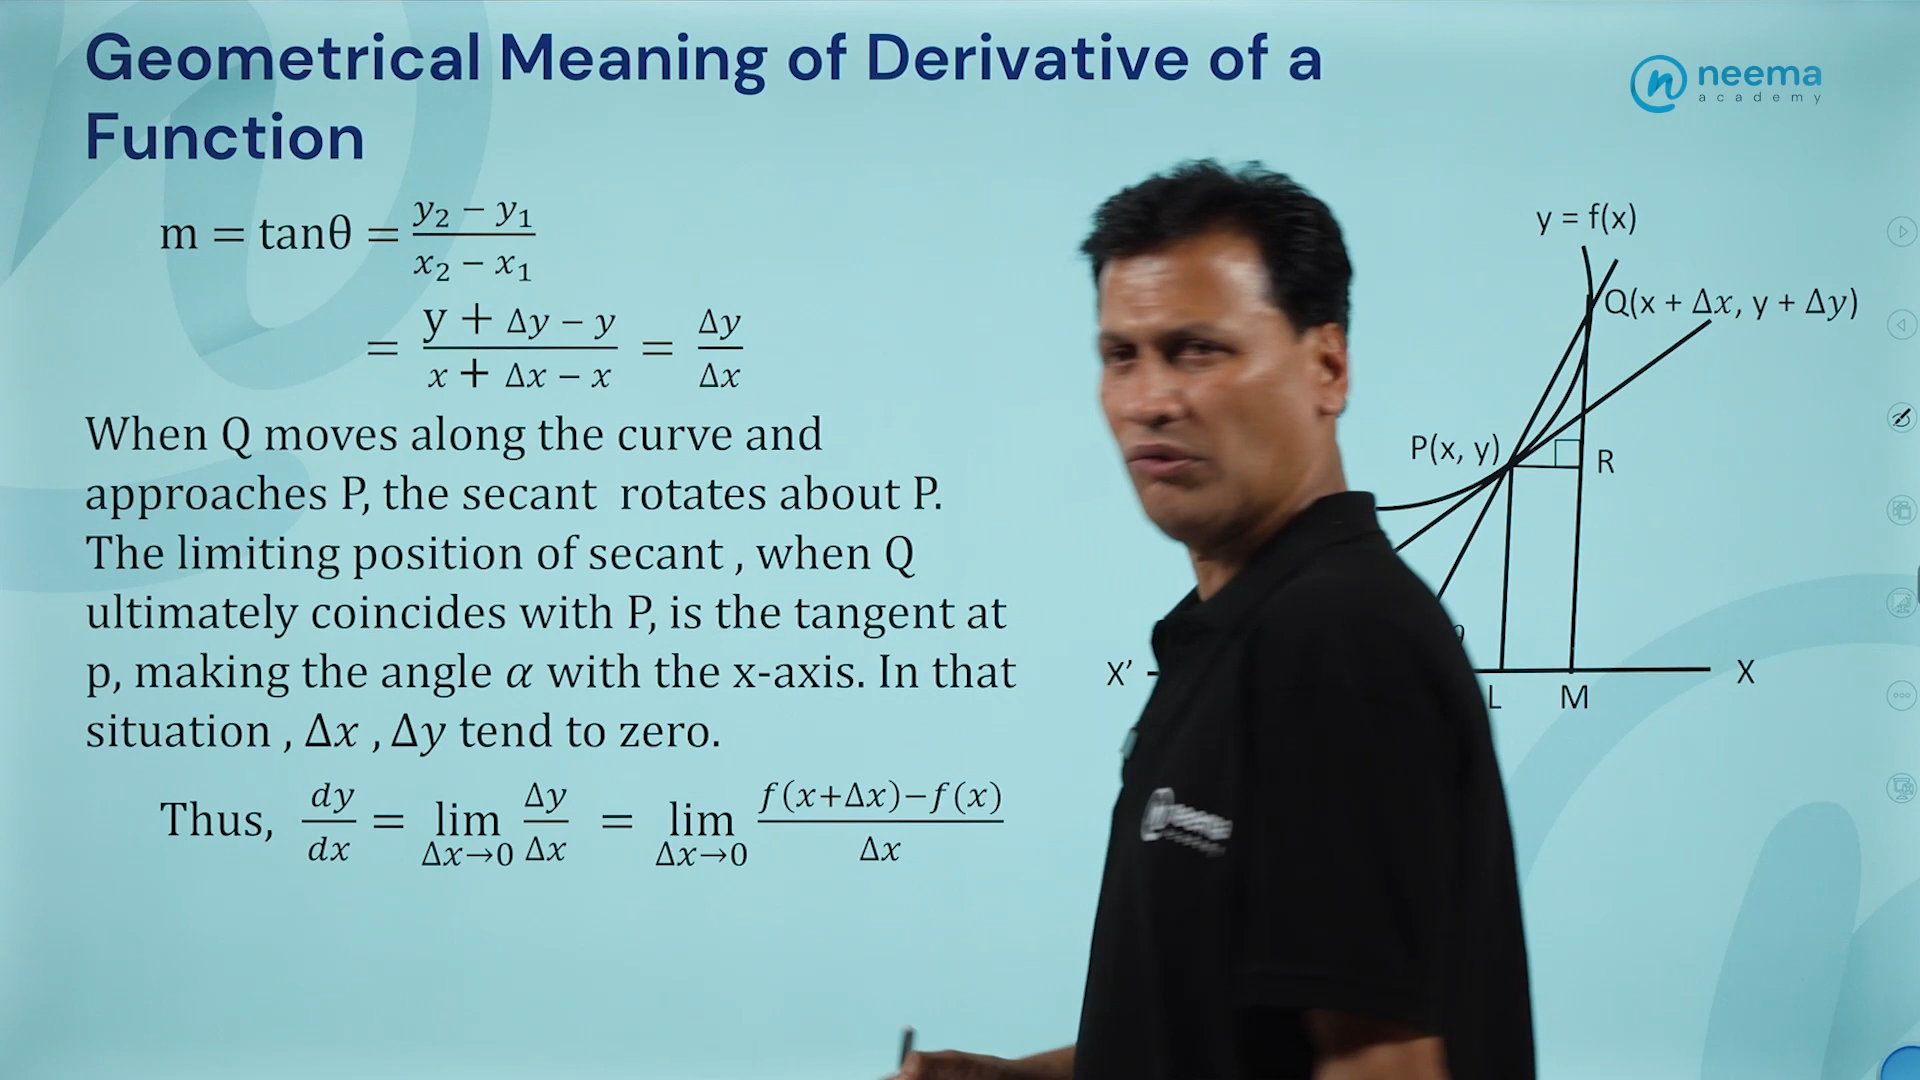 Geometrical Meaning of Derivative of a
Function
neema
academy
m = tanθ = y₂ − y₁ / x₂ − x₁
= y + Δy − y / x + Δx − x = Δy / Δx
When Q moves along the curve and
approaches P, the secant rotates about P.
The limiting position of secant , when Q
ultimately coincides with P, is the tangent at
p, making the angle α with the x-axis. In that
situation , Δx , Δy tend to zero.
Thus, dy/dx = lim Δx→0 Δy/Δx = lim Δx→0 f(x+Δx)−f(x) / Δx
y = f(x)
Q(x + Δx, y + Δy)
P(x, y)
R
X'
X
L
M
neema